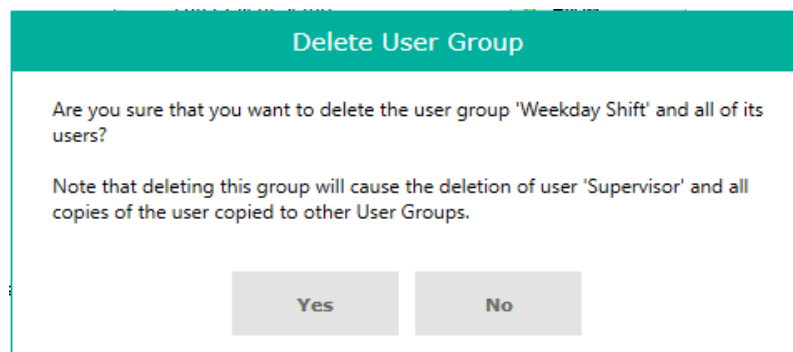 Delete User Group
Are you sure that you want to delete the user group 'Weekday Shift' and all of its
users?
Note that deleting this group will cause the deletion of user 'Supervisor' and all
copies of the user copied to other User Groups.
Yes
No